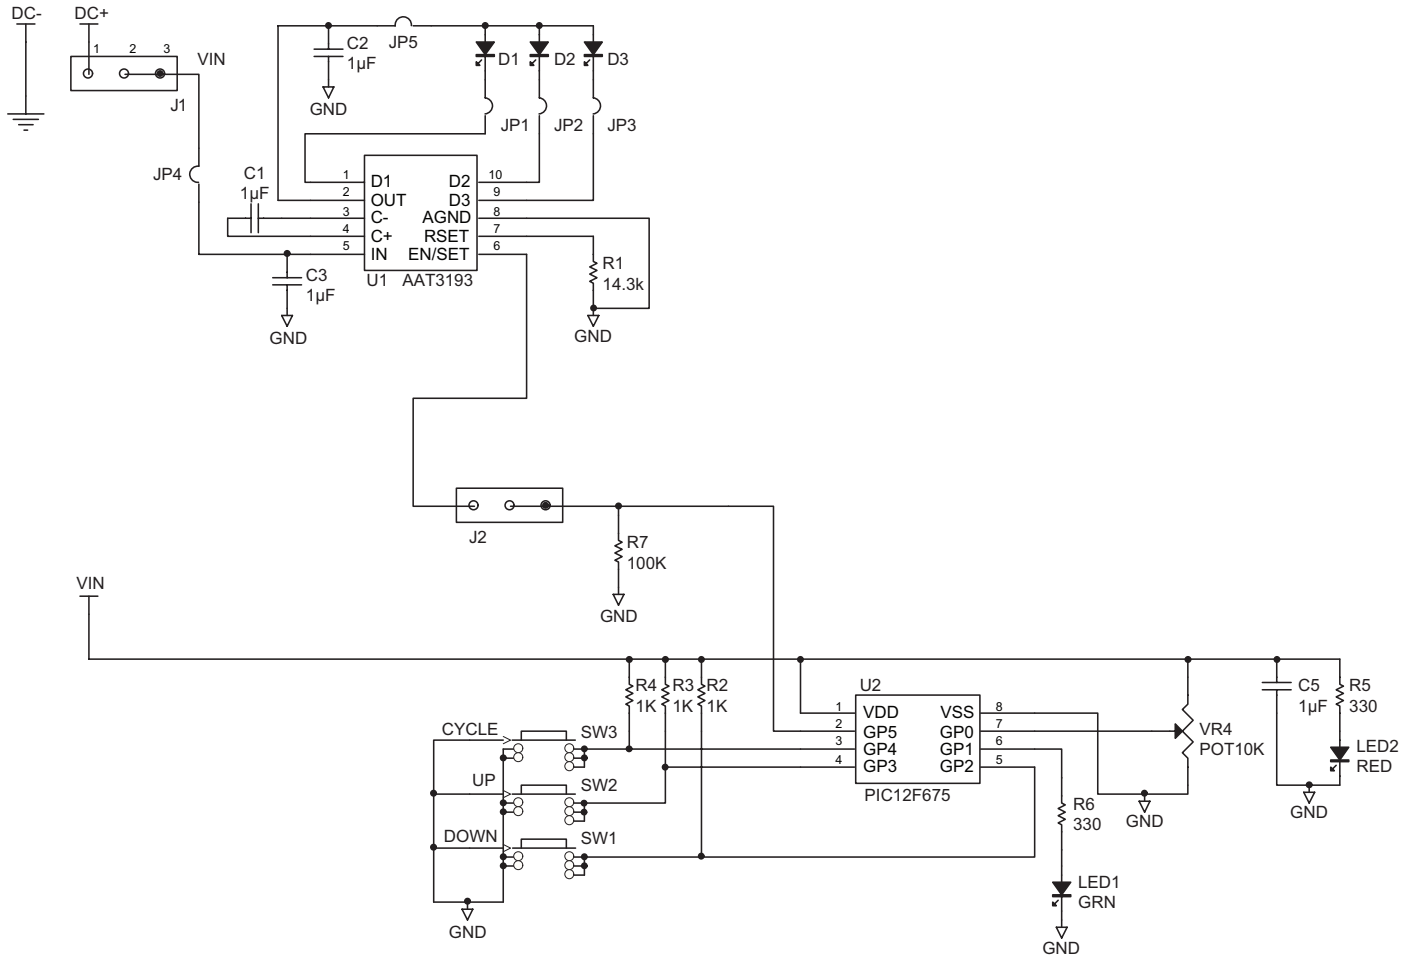 DC-
DC+
1 2 3
VIN
J1
JP4
C2
1µF
GND
JP5
D1
D2
D3
JP1
JP2
JP3
C1
1µF
1 D1
2 OUT
3 C-
4 C+
5 IN
D2 10
D3 9
AGND 8
RSET 7
EN/SET 6
U1 AAT3193
C3
1µF
GND
R1
14.3k
GND
J2
R7
100K
GND
VIN
R4
1K
R3
1K
R2
1K
U2
1 VDD
2 GP5
3 GP4
4 GP3
VSS 8
GP0 7
GP1 6
GP2 5
PIC12F675
VR4
POT10K
GND
C5
1µF
R5
330
LED2
RED
GND
CYCLE
SW3
UP
SW2
DOWN
SW1
GND
R6
330
LED1
GRN
GND